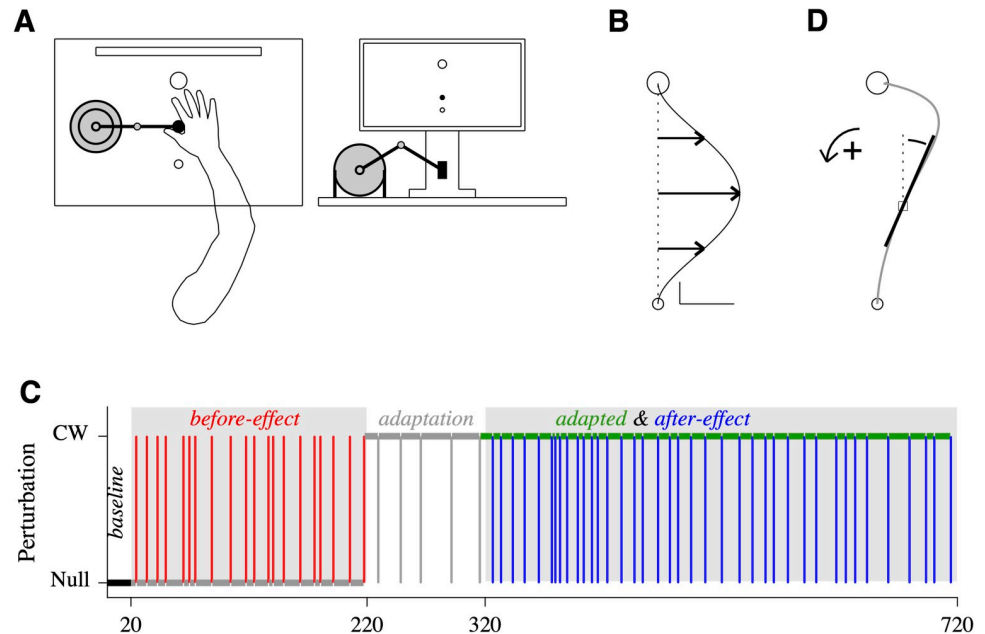 A
B
D
+
C
before-effect
adaptation
adapted & after-effect
CW
baseline
Perturbation
Null
20
220
320
720